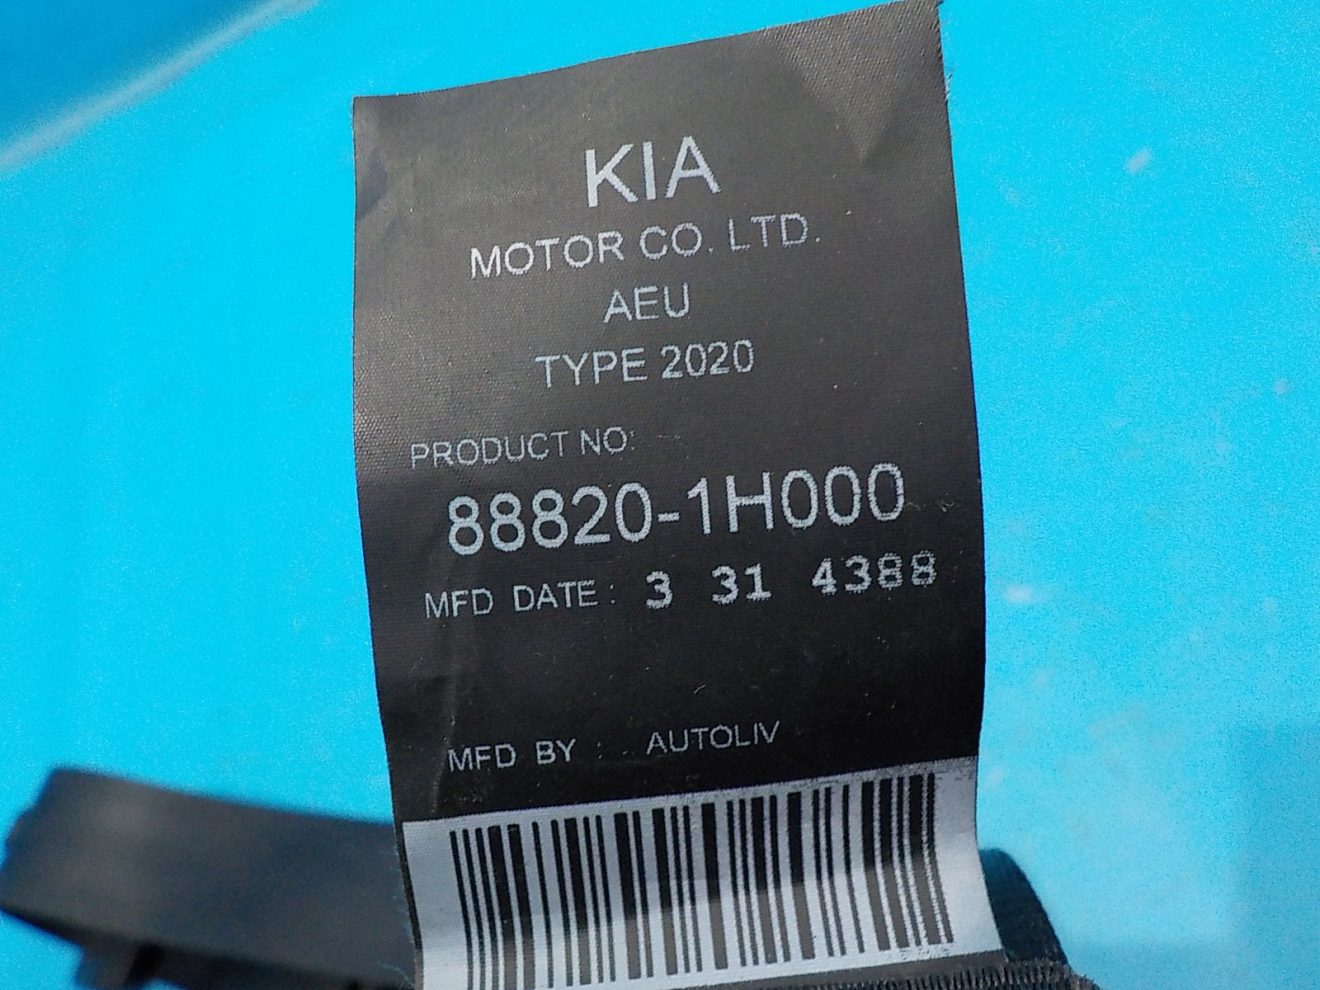 KIA
MOTOR CO. LTD.
AEU
TYPE 2020
PRODUCT NO:
88820-1H000
MFD DATE: 3 31 4388
MFD BY : AUTOLIV